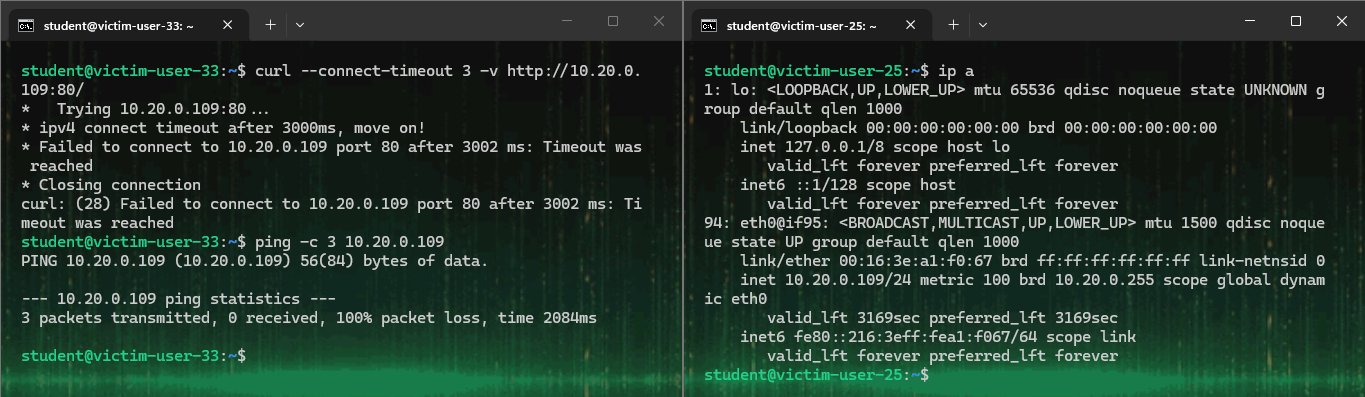 student@victim-user-33: ~
student@victim-user-33:~$ curl --connect-timeout 3 -v http://10.20.0.
109:80/
*   Trying 10.20.0.109:80...
* ipv4 connect timeout after 3000ms, move on!
* Failed to connect to 10.20.0.109 port 80 after 3002 ms: Timeout was
 reached
* Closing connection
curl: (28) Failed to connect to 10.20.0.109 port 80 after 3002 ms: Ti
meout was reached
student@victim-user-33:~$ ping -c 3 10.20.0.109
PING 10.20.0.109 (10.20.0.109) 56(84) bytes of data.
--- 10.20.0.109 ping statistics ---
3 packets transmitted, 0 received, 100% packet loss, time 2084ms
student@victim-user-33:~$
student@victim-user-25: ~
student@victim-user-25:~$ ip a
1: lo: <LOOPBACK,UP,LOWER_UP> mtu 65536 qdisc noqueue state UNKNOWN g
roup default qlen 1000
    link/loopback 00:00:00:00:00:00 brd 00:00:00:00:00:00
    inet 127.0.0.1/8 scope host lo
       valid_lft forever preferred_lft forever
    inet6 ::1/128 scope host
       valid_lft forever preferred_lft forever
94: eth0@if95: <BROADCAST,MULTICAST,UP,LOWER_UP> mtu 1500 qdisc noque
ue state UP group default qlen 1000
    link/ether 00:16:3e:a1:f0:67 brd ff:ff:ff:ff:ff:ff link-netnsid 0
    inet 10.20.0.109/24 metric 100 brd 10.20.0.255 scope global dynam
ic eth0
       valid_lft 3169sec preferred_lft 3169sec
    inet6 fe80::216:3eff:fea1:f067/64 scope link
       valid_lft forever preferred_lft forever
student@victim-user-25:~$